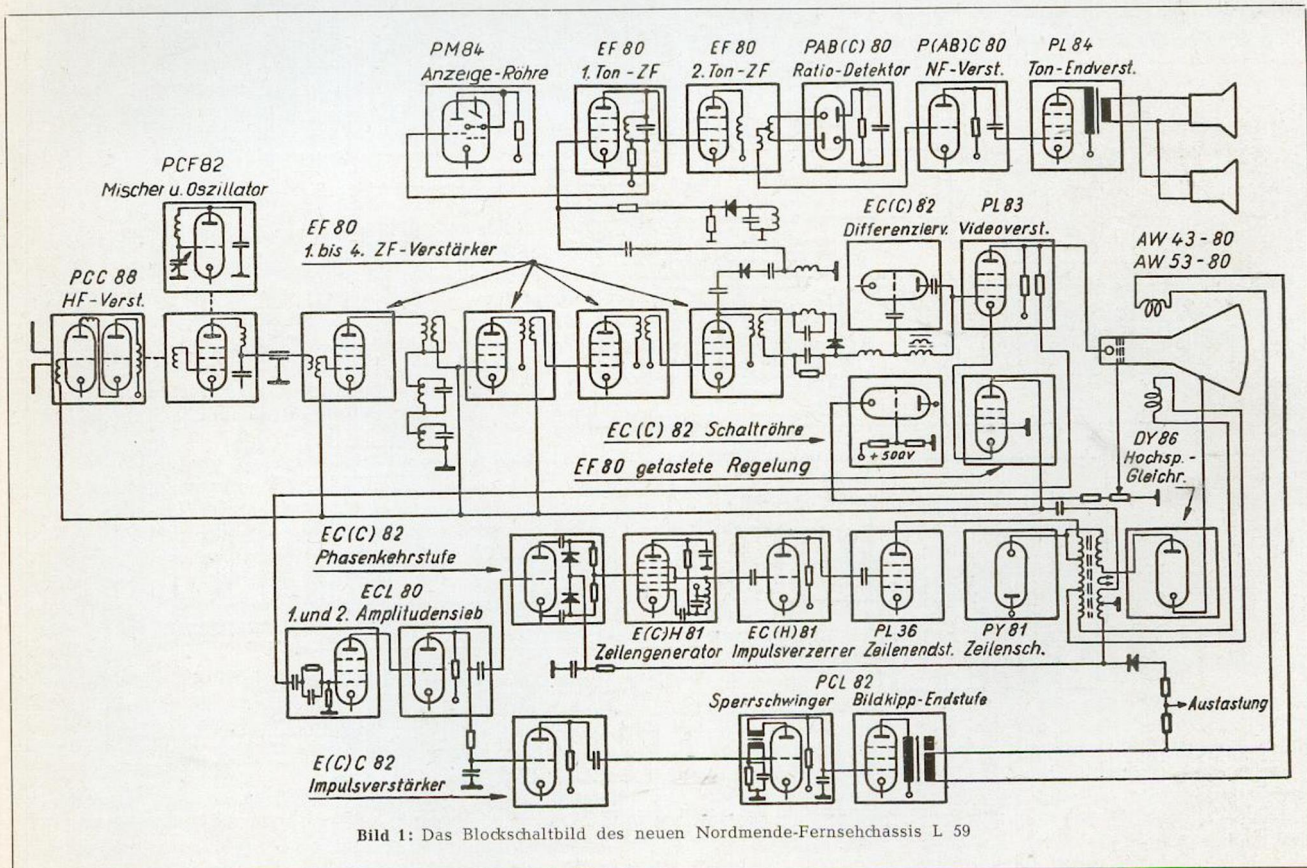 PM 84
Anzeige-Röhre
EF 80
1. Ton-ZF
EF 80
2. Ton-ZF
PAB(C) 80
Ratio-Detektor
P(AB)C 80
NF-Verst.
PL 84
Ton-Endverst.
PCF 82
Mischer u. Oszillator
EF 80
1. bis 4. ZF-Verstärker
PCC 88
HF-Verst.
EC(C) 82
Differenzierv.
PL 83
Videoverst.
AW 43-80
AW 53-80
EC(C) 82 Schaltröhre
+500V
EF 80 getastete Regelung
DY 86
Hochsp.-
Gleichr.
EC(C) 82
Phasenkehrstufe
ECL 80
1. und 2. Amplitudensieb
E(C)H 81
Zeilengenerator
EC(H) 81
Impulsverzerrer
PL 36
Zeilenendst.
PY 81
Zeilensch.
PCL 82
Sperrschwinger
Bildkipp-Endstufe
Austastung
E(C)C 82
Impulsverstärker
Bild 1: Das Blockschaltbild des neuen Nordmende-Fernsehchassis L 59